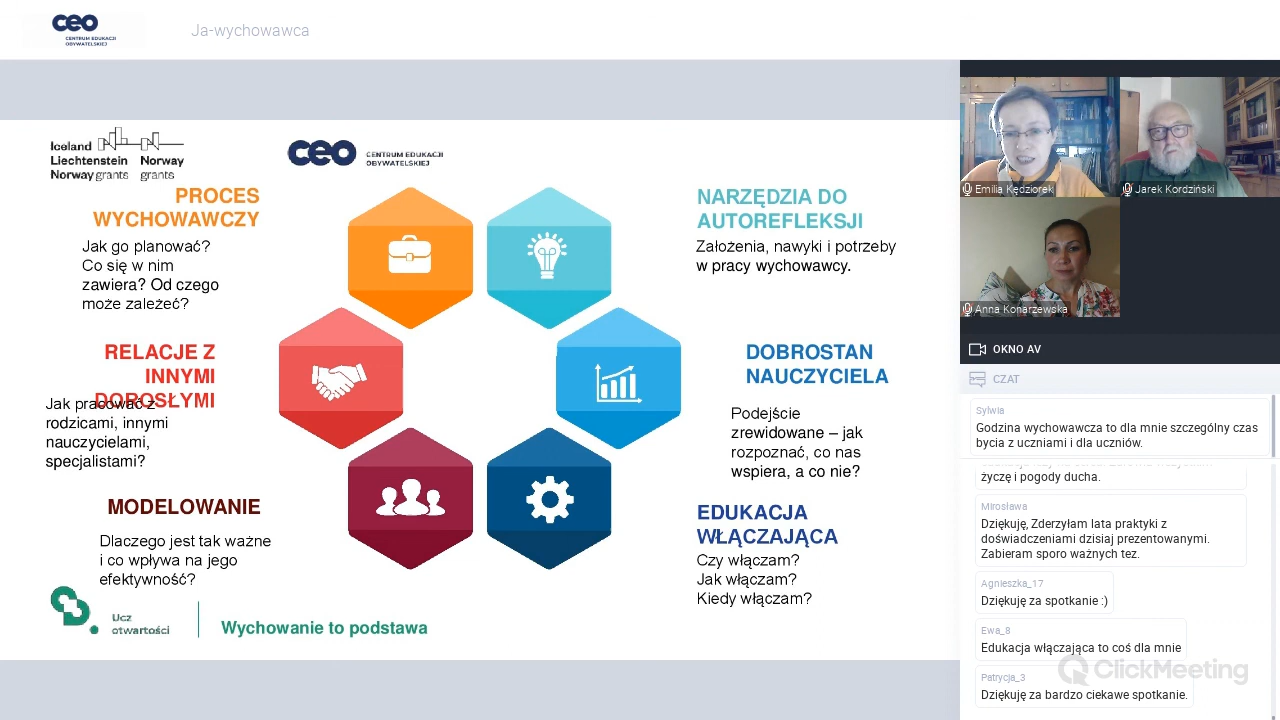 ceo
CENTRUM EDUKACJI
OBYWATELSKIEJ
Ja-wychowawca
Iceland
Liechtenstein Norway
Norway grants grants
ceo CENTRUM EDUKACJI
OBYWATELSKIEJ
PROCES
WYCHOWAWCZY
Jak go planować?
Co się w nim
zawiera? Od czego
może zależeć?
RELACJE Z
INNYMI
DOROSŁYMI
Jak pracować z
rodzicami, innymi
nauczycielami,
specjalistami?
MODELOWANIE
Dlaczego jest tak ważne
i co wpływa na jego
efektywność?
NARZĘDZIA DO
AUTOREFLEKSJI
Założenia, nawyki i potrzeby
w pracy wychowawcy.
DOBROSTAN
NAUCZYCIELA
Podejście
zrewidowane – jak
rozpoznać, co nas
wspiera, a co nie?
EDUKACJA
WŁĄCZAJĄCA
Czy włączam?
Jak włączam?
Kiedy włączam?
Ucz
otwartości
Wychowanie to podstawa
Emilia Kędziorek
Jarek Kordziński
Anna Konarzewska
OKNO AV
CZAT
Sylwia
Godzina wychowawcza to dla mnie szczególny czas
bycia z uczniami i dla uczniów.
życzę i pogody ducha.
Mirosława
Dziękuję, Zderzyłam lata praktyki z
doświadczeniami dzisiaj prezentowanymi.
Zabieram sporo ważnych tez.
Agnieszka_17
Dziękuję za spotkanie :)
Ewa_8
Edukacja włączająca to coś dla mnie
ClickMeeting
Patrycja_3
Dziękuję za bardzo ciekawe spotkanie.